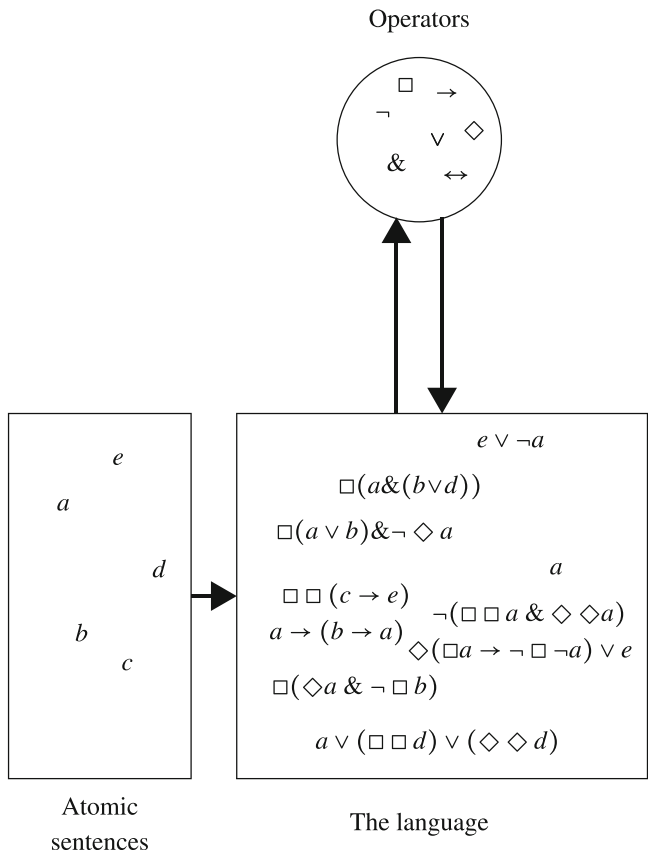 Operators
□ →
¬ ∨ ◇
& ↔
e ∨ ¬a
e
□(a&(b∨d))
a
□(a ∨ b)&¬ ◇ a
d
a
□ □ (c → e)
¬(□ □ a & ◇ ◇a)
b
a → (b → a)
◇(□a → ¬ □ ¬a) ∨ e
c
□(◇a & ¬ □ b)
a ∨ (□ □ d) ∨ (◇ ◇ d)
Atomic
sentences
The language